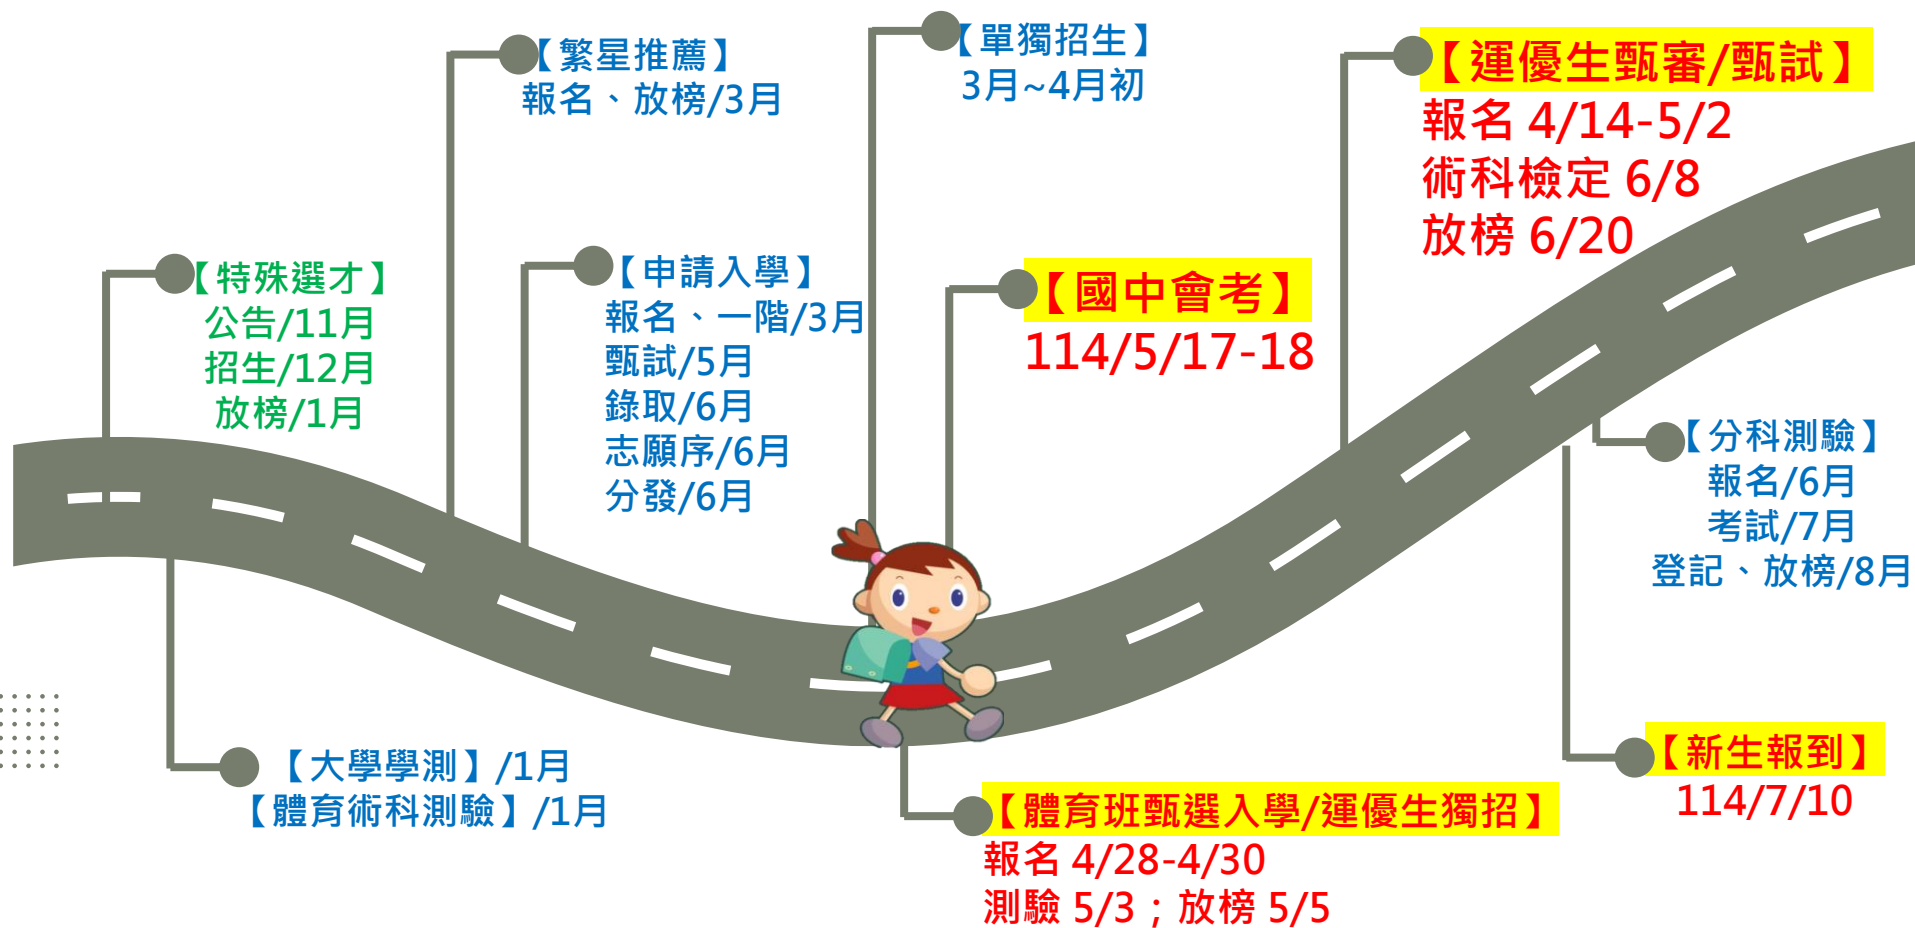 【特殊選才】
公告/11月
招生/12月
放榜/1月
【大學學測】/1月
【體育術科測驗】/1月
【繁星推薦】
報名、放榜/3月
【申請入學】
報名、一階/3月
甄試/5月
錄取/6月
志願序/6月
分發/6月
【單獨招生】
3月~4月初
【國中會考】
114/5/17-18
【體育班甄選入學/運優生獨招】
報名 4/28-4/30
測驗 5/3；放榜 5/5
【運優生甄審/甄試】
報名 4/14-5/2
術科檢定 6/8
放榜 6/20
【分科測驗】
報名/6月
考試/7月
登記、放榜/8月
【新生報到】
114/7/10